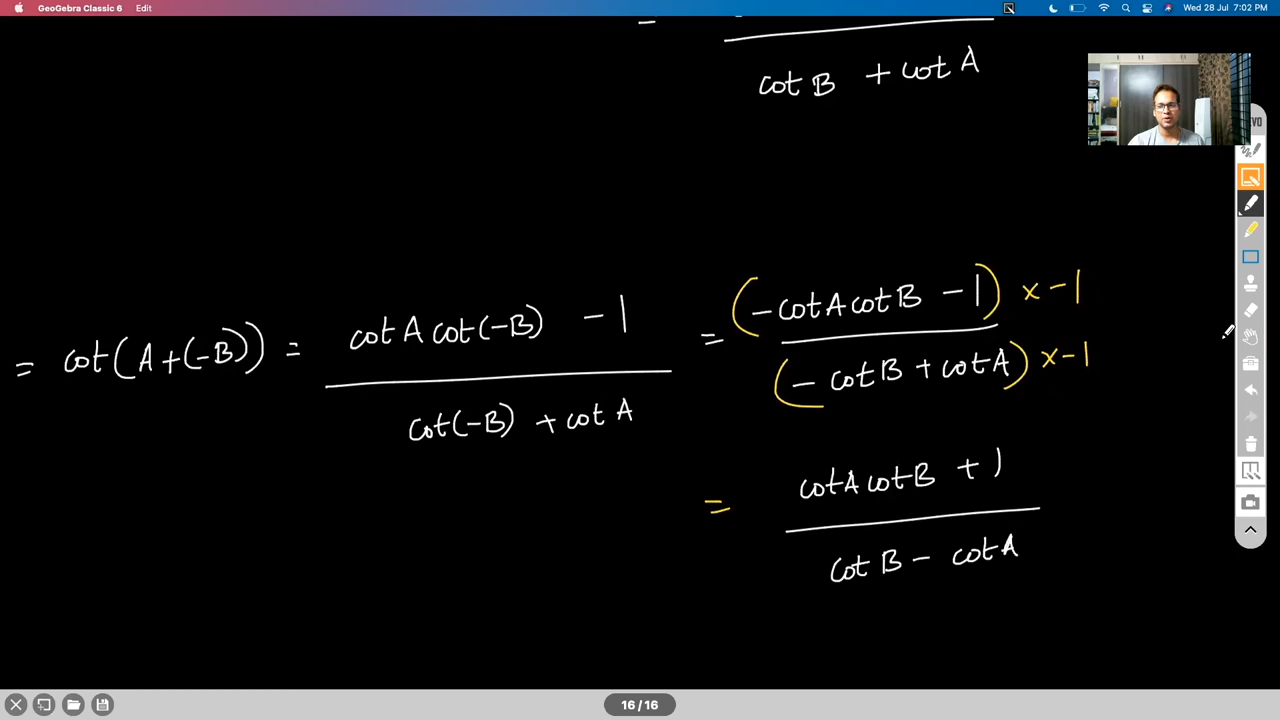 GeoGebra Classic 6 Edit Wed 28 Jul 7:02 PM
=
cot B + cot A
= cot(A+(-B)) = cot A cot(-B) - 1 = (-cot A cot B - 1) x -1
cot(-B) + cot A (- cot B + cot A) x -1
= cot A cot B + 1
cot B - cot A
16 / 16